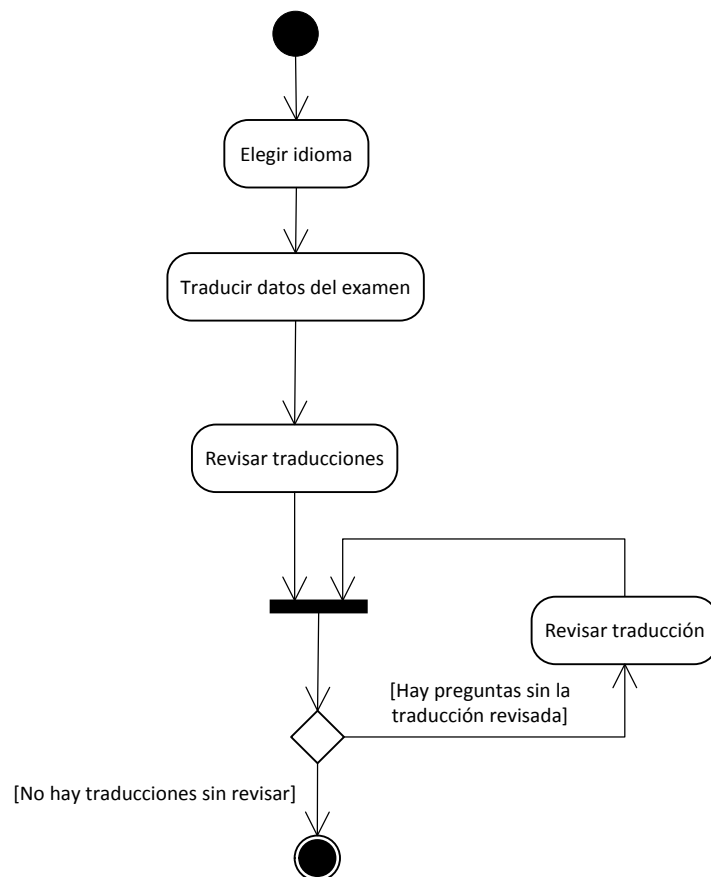 Elegir idioma
Traducir datos del examen
Revisar traducciones
Revisar traducción
[Hay preguntas sin la
traducción revisada]
[No hay traducciones sin revisar]